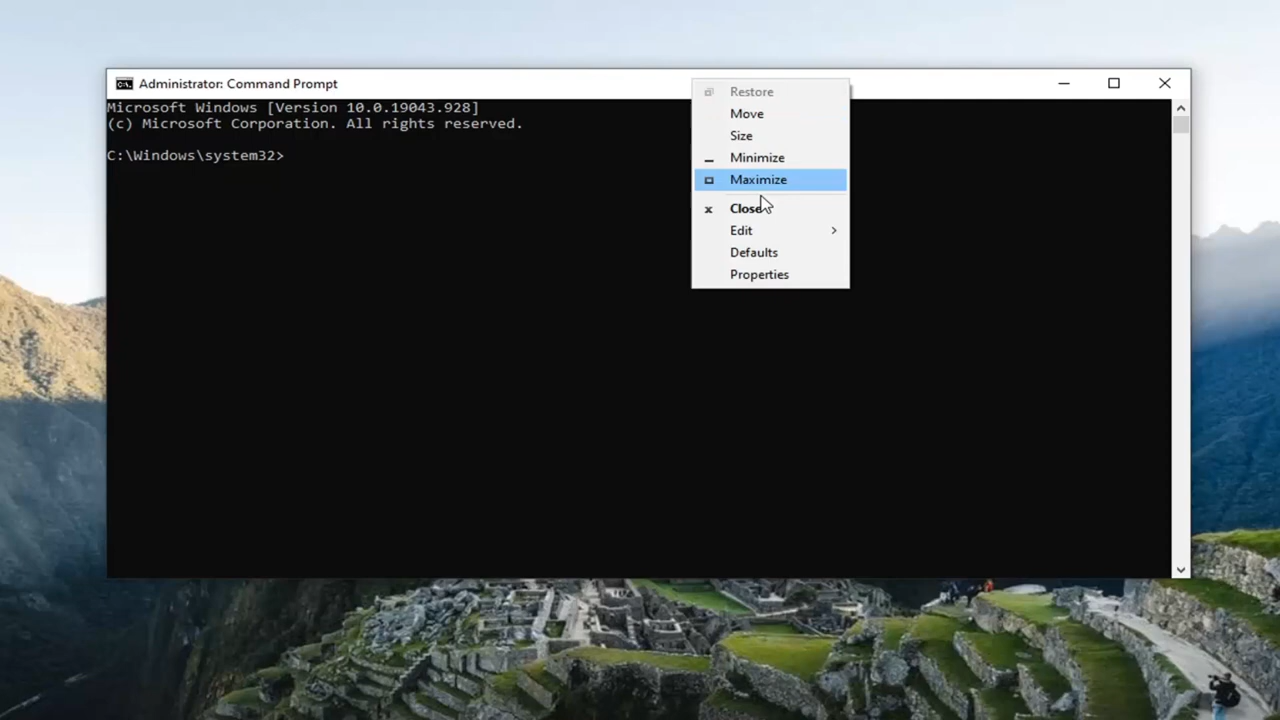 Administrator: Command Prompt
Microsoft Windows [Version 10.0.19043.928]
(c) Microsoft Corporation. All rights reserved.
C:\Windows\system32>
Restore
Move
Size
Minimize
Maximize
Close
Edit
Defaults
Properties